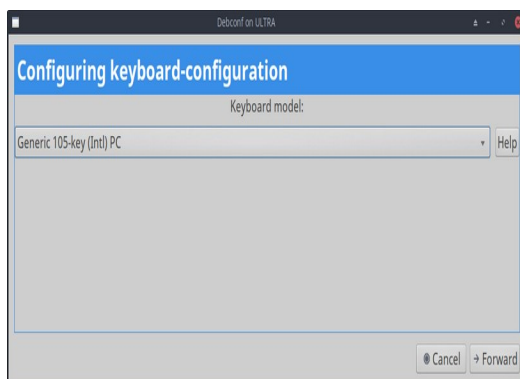 Debconf on ULTRA
Configuring keyboard-configuration
Keyboard model:
Generic 105-key (Intl) PC
Help
Cancel
Forward